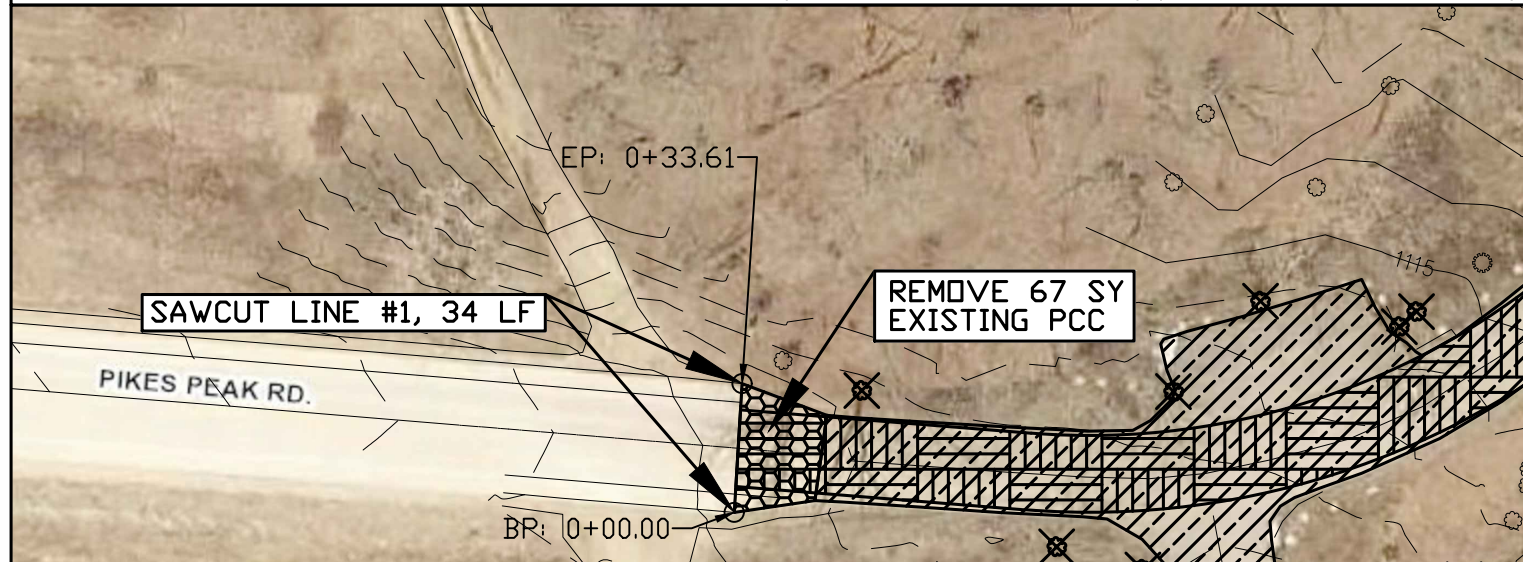 EP: 0+33.61
1115
SAWCUT LINE #1, 34 LF
REMOVE 67 SY
EXISTING PCC
PIKES PEAK RD.
BP: 0+00.00